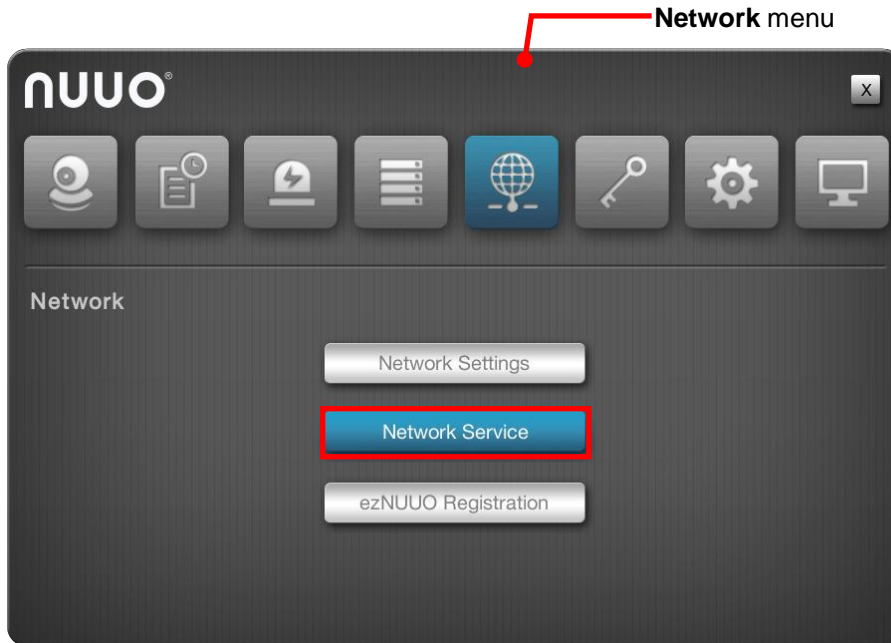 Network menu
nuuo®
X
Network
Network Settings
Network Service
ezNUUO Registration